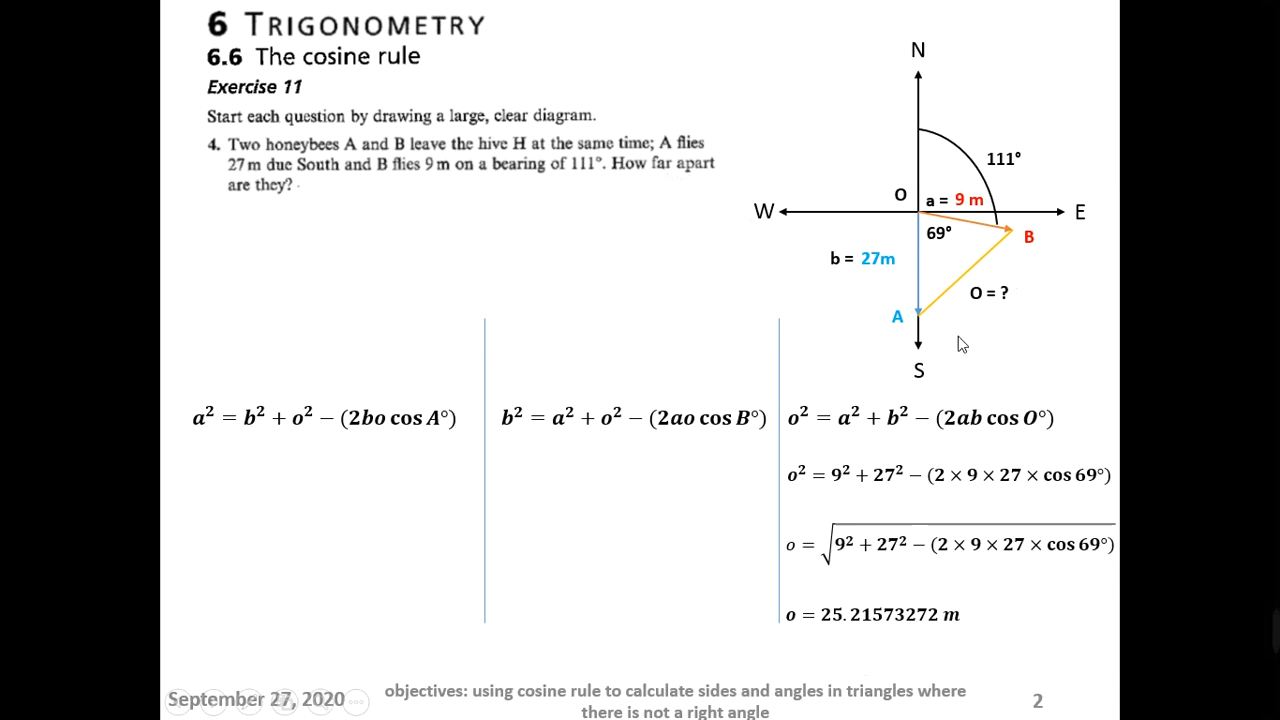 6 TRIGONOMETRY
6.6 The cosine rule
Exercise 11
Start each question by drawing a large, clear diagram.
4. Two honeybees A and B leave the hive H at the same time; A flies
27 m due South and B flies 9 m on a bearing of 111°. How far apart
are they?
N
111°
O
a = 9 m
W
E
69°
B
b = 27m
O = ?
A
S
a² = b² + o² − (2bo cos A°)
b² = a² + o² − (2ao cos B°)
o² = a² + b² − (2ab cos O°)
o² = 9² + 27² − (2 × 9 × 27 × cos 69°)
o = √9² + 27² − (2 × 9 × 27 × cos 69°)
o = 25.21573272 m
September 27, 2020
objectives: using cosine rule to calculate sides and angles in triangles where
there is not a right angle
2